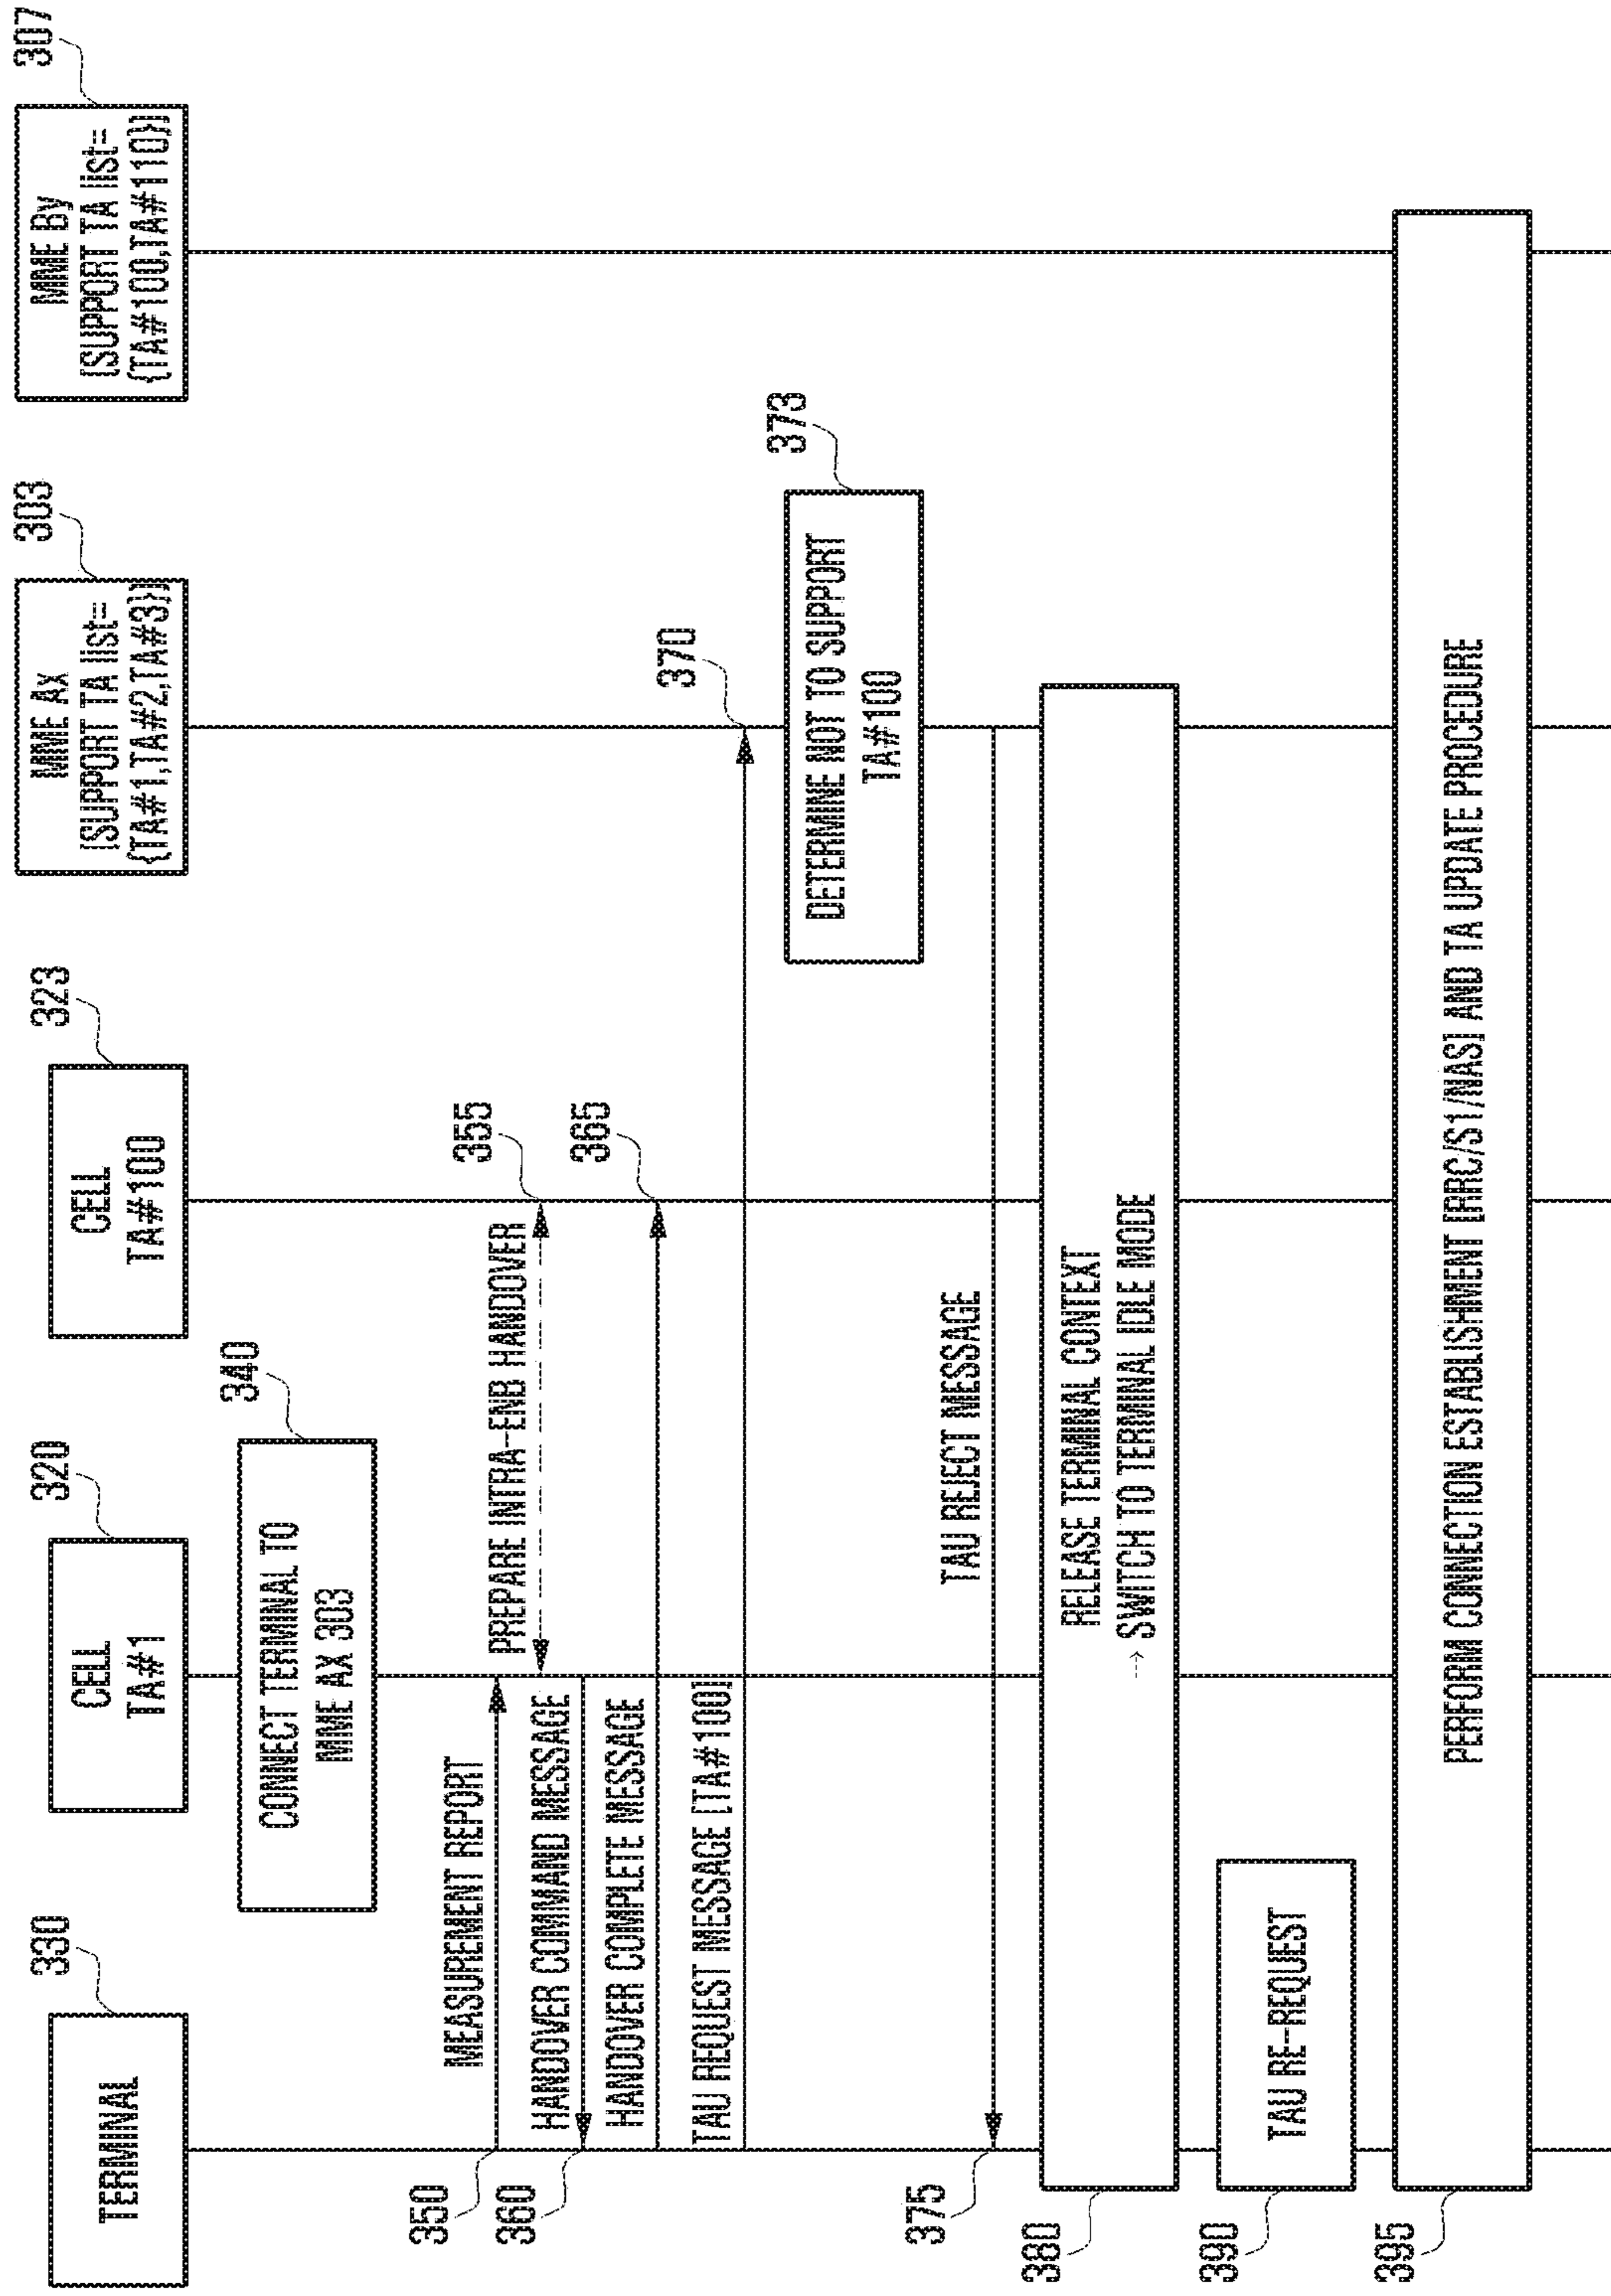 330
TERMINAL
320
CELL
TA#1
323
CELL
TA#100
303
MME Ax
[SUPPORT TA list=
{TA#1,TA#2,TA#3}]
307
MME By
[SUPPORT TA list=
{TA#100,TA#110}]
340
CONNECT TERMINAL TO
MME AX 303
350
MEASUREMENT REPORT
PREPARE INTRA-ENB HANDOVER
355
360
HANDOVER COMMAND MESSAGE
HANDOVER COMPLETE MESSAGE
365
TAU REQUEST MESSAGE [TA#100]
370
373
DETERMINE NOT TO SUPPORT
TA#100
375
TAU REJECT MESSAGE
380
RELEASE TERMINAL CONTEXT
→ SWITCH TO TERMINAL IDLE MODE
390
TAU RE-REQUEST
395
PERFORM CONNECTION ESTABLISHMENT [RRC/S1/NAS] AND TA UPDATE PROCEDURE